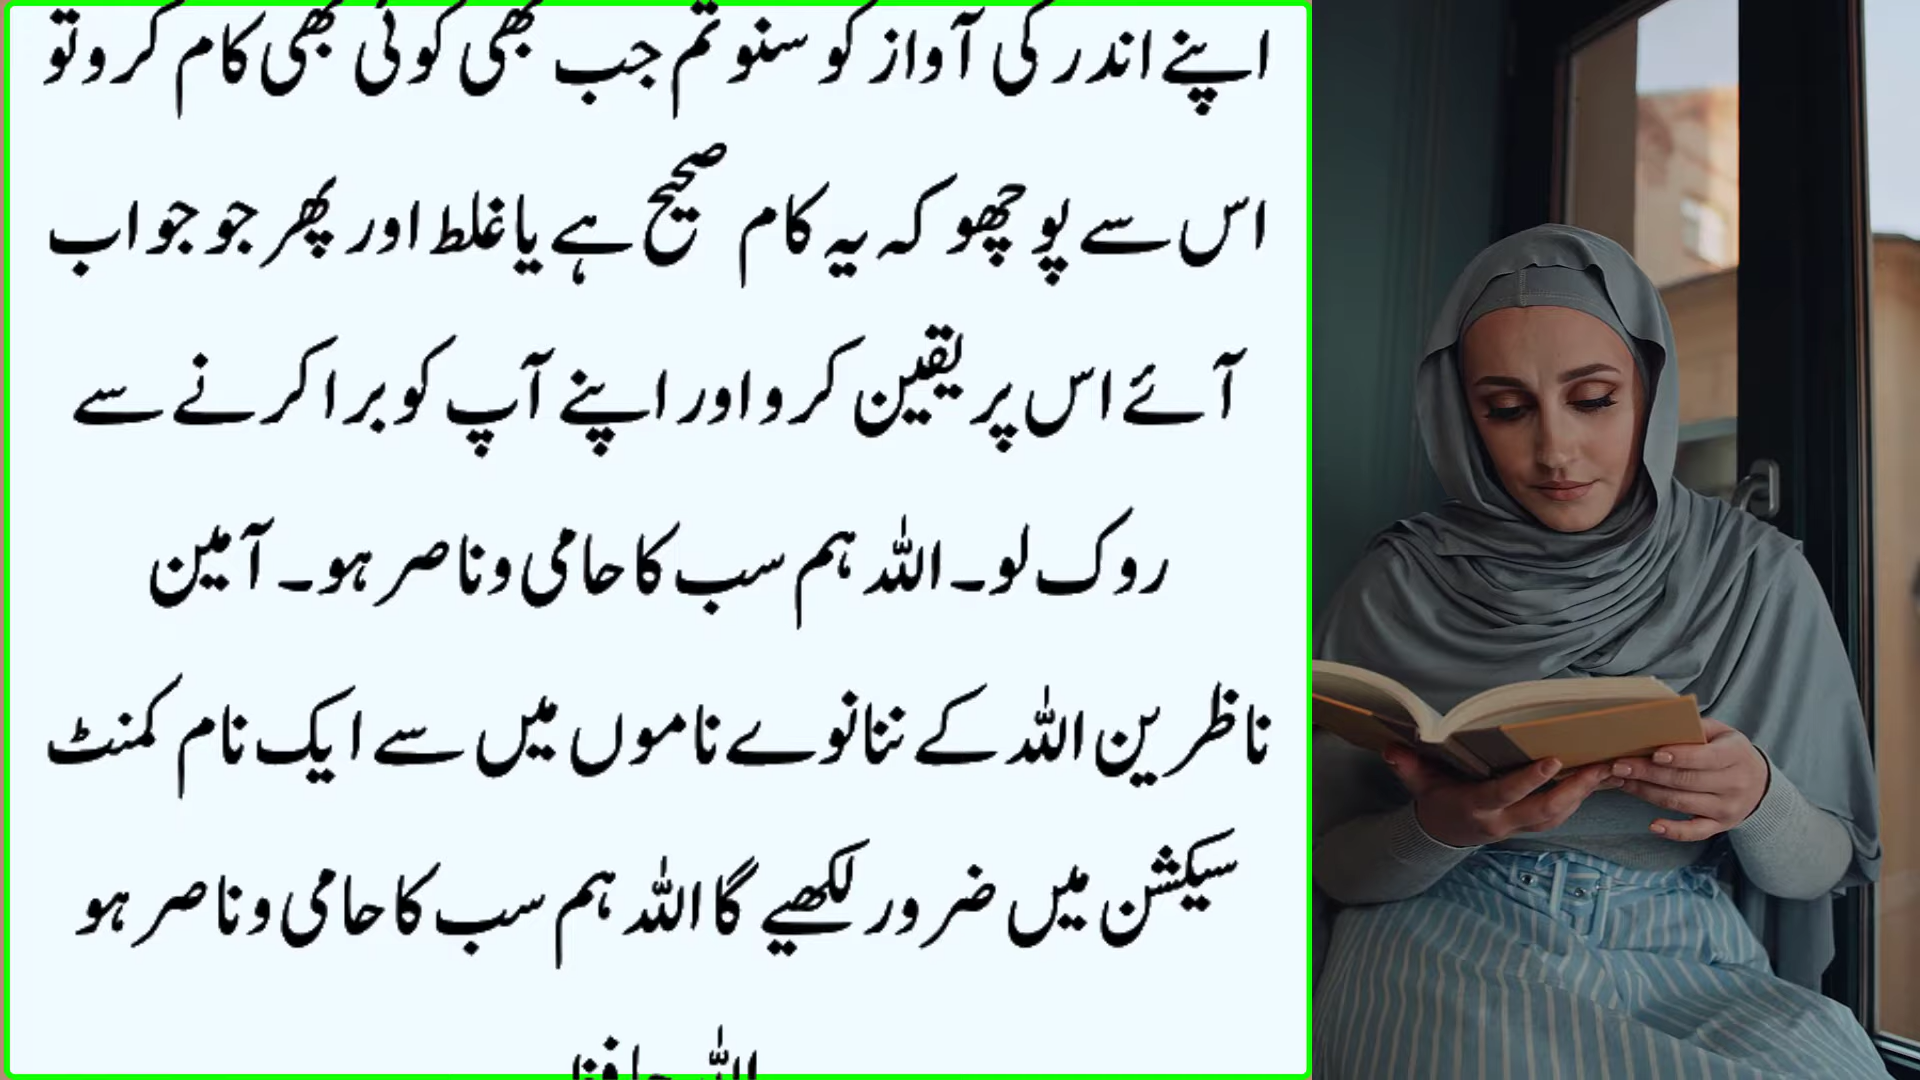 اپنے اندر کی آواز کو سنو تم جب بھی کوئی بھی کام کرو تو
اس سے پوچھو کہ یہ کام صحیح ہے یا غلط اور پھر جو جواب
آئے اس پر یقین کرو اور اپنے آپ کو برا کرنے سے
روک لو۔ اللہ ہم سب کا حامی و ناصر ہو۔ آمین
ناظرین اللہ کے ننانوے ناموں میں سے ایک نام کمنٹ
سیکشن میں ضرور لکھیے گا اللہ ہم سب کا حامی و ناصر ہو
اللہ حافظ